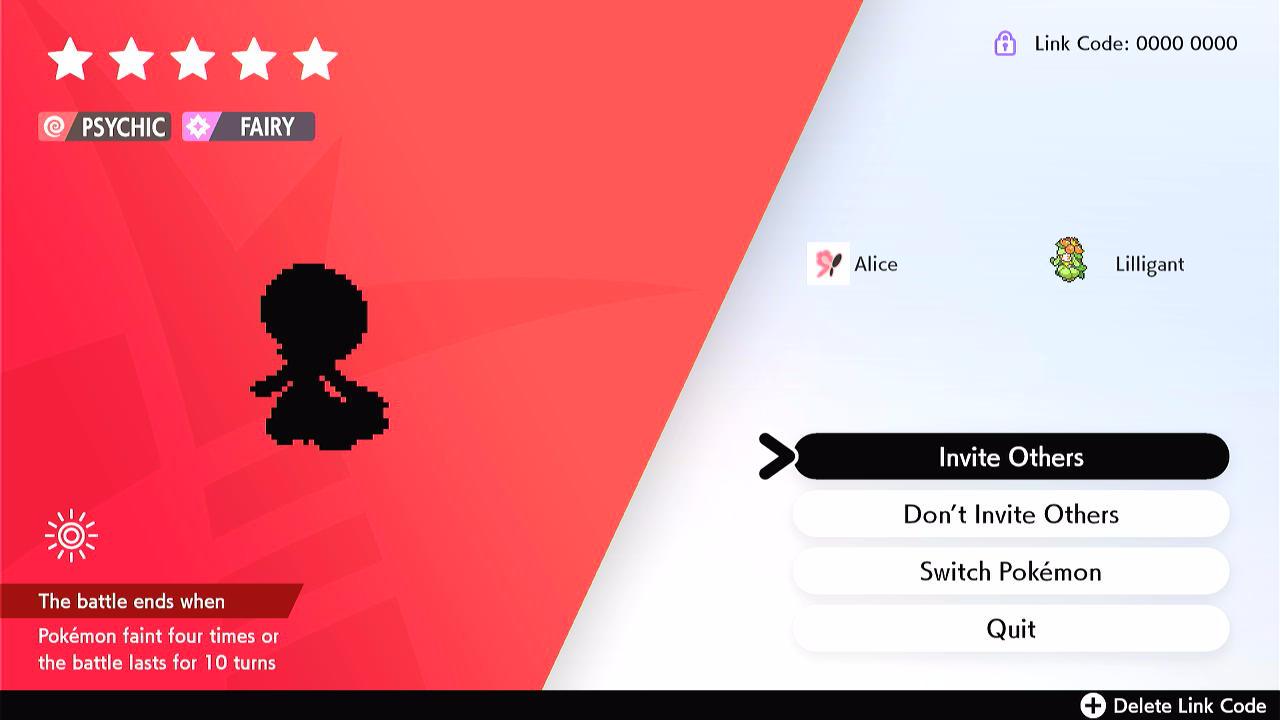 Link Code: 0000 0000
PSYCHIC
FAIRY
Alice
Lilligant
Invite Others
Don't Invite Others
Switch Pokémon
Quit
The battle ends when
Pokémon faint four times or
the battle lasts for 10 turns
Delete Link Code